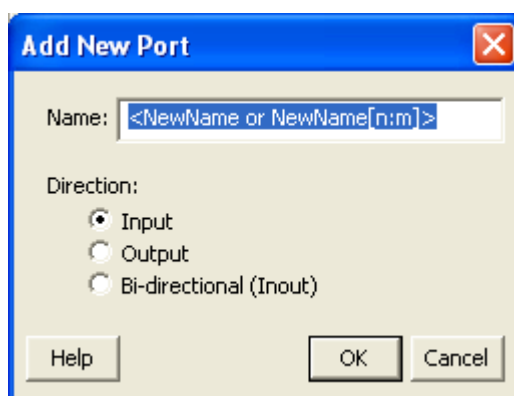 Add New Port
Name: <NewName or NewName[n:m]>
Direction:
Input
Output
Bi-directional (Inout)
Help OK Cancel